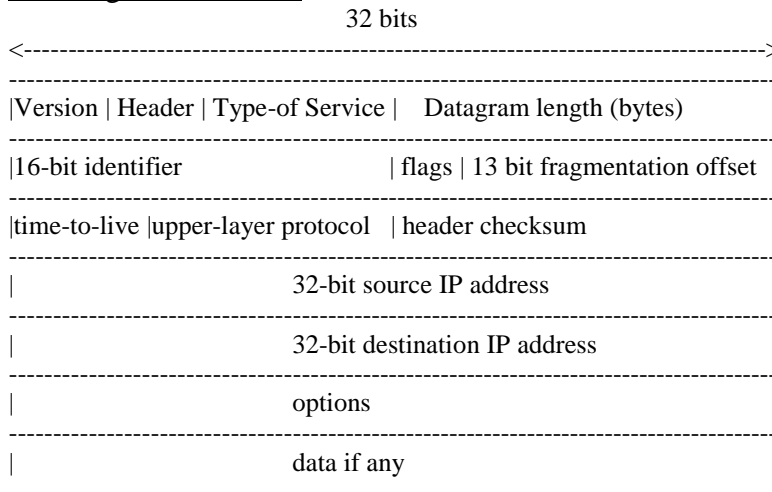 32 bits
<----------------------------------------------------------------------------------->
|Version | Header | Type-of Service | Datagram length (bytes)
|16-bit identifier | flags | 13 bit fragmentation offset
|time-to-live |upper-layer protocol | header checksum
| 32-bit source IP address
| 32-bit destination IP address
| options
| data if any